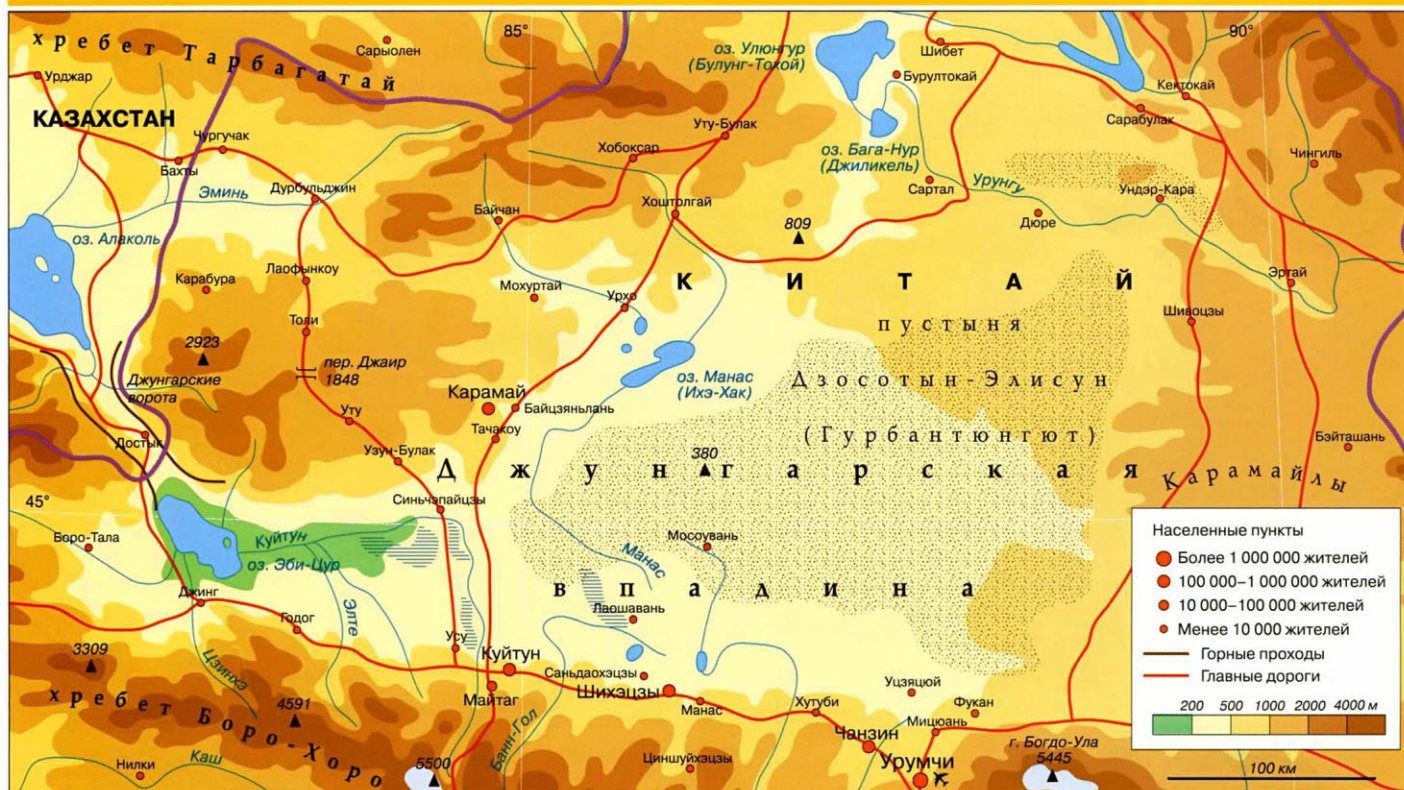 хребет Тарбагатай
Сарыолен
85°
оз. Улюнгур
(Булунг-Тохой)
Шибет
90°
Урджар
Бурултокай
Кектокай
КАЗАХСТАН
Сарабулак
Чургучак
Уту-Булак
Бахты
Хобоксар
оз. Бага-Нур
(Джиликель)
Чингиль
Эминь
Дурбульджин
Сартал
Урунгу
Ундэр-Кара
Байчан
Хоштолгай
809
Дюре
оз. Алаколь
Карабура
Лаофынкоу
Мохуртай
Урхо
КИТАЙ
Эртай
Толи
пустыня
Шивоцзы
2923
пер. Джаир
1848
Джунгарские
ворота
оз. Манас
(Ихэ-Хак)
Дзосотын-Элисун
Карамай
Байцзяньлань
Уту
Тачакоу
(Гурбантюнгют)
Достык
Узун-Булак
380
Бэйташань
Джунгарская
Карамайлы
45°
Синьчэпайцзы
Боро-Тала
Куйтун
оз. Эби-Цур
Мосоувань
Манас
впадина
Джинг
Годог
Элте
Лаошавань
Усу
3309
Цзинхэ
Куйтун
Саньдаохэцзы
Шихэцзы
Уцзяцюй
хребет Боро-Хоро
4591
Майтаг
Манас
Хутуби
Фукан
Мицюань
Чанзин
Банн-Гол
Нилки
Каш
5500
Циншуйхэцзы
Урумчи
г. Богдо-Ула
5445
Населенные пункты
Более 1 000 000 жителей
100 000–1 000 000 жителей
10 000–100 000 жителей
Менее 10 000 жителей
Горные проходы
Главные дороги
200 500 1000 2000 4000 м
100 км